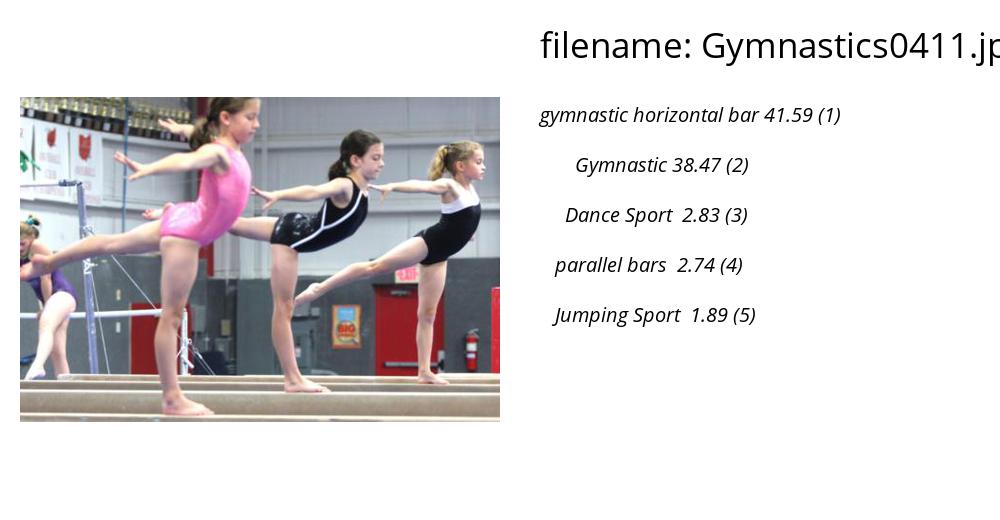 filename: Gymnastics0411.jp
gymnastic horizontal bar 41.59 (1)
Gymnastic 38.47 (2)
Dance Sport 2.83 (3)
parallel bars 2.74 (4)
Jumping Sport 1.89 (5)
BIG